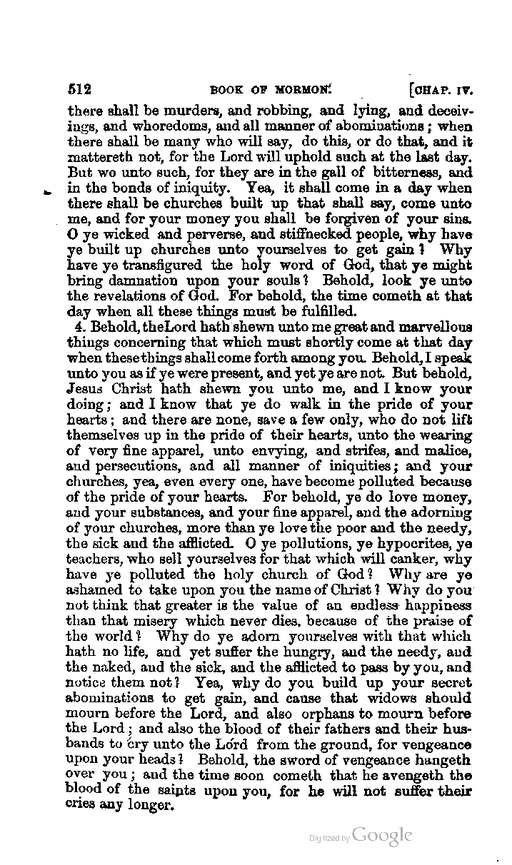 512 BOOK OF MORMON. [CHAP. IV.
there shall be murders, and robbing, and lying, and deceiv-
ings, and whoredoms, and all manner of abominations; when
there shall be many who will say, do this, or do that, and it
mattereth not, for the Lord will uphold such at the last day.
But wo unto such, for they are in the gall of bitterness, and
in the bonds of iniquity. Yea, it shall come in a day when
there shall be churches built up that shall say, come unto
me, and for your money you shall be forgiven of your sins.
O ye wicked and perverse, and stiffnecked people, why have
ye built up churches unto yourselves to get gain? Why
have ye transfigured the holy word of God, that ye might
bring damnation upon your souls? Behold, look ye unto
the revelations of God. For behold, the time cometh at that
day when all these things must be fulfilled.
4. Behold, the Lord hath shewn unto me great and marvellous
things concerning that which must shortly come at that day
when these things shall come forth among you. Behold, I speak
unto you as if ye were present, and yet ye are not. But behold,
Jesus Christ hath shewn you unto me, and I know your
doing; and I know that ye do walk in the pride of your
hearts; and there are none, save a few only, who do not lift
themselves up in the pride of their hearts, unto the wearing
of very fine apparel, unto envying, and strifes, and malice,
and persecutions, and all manner of iniquities; and your
churches, yea, even every one, have become polluted because
of the pride of your hearts. For behold, ye do love money,
and your substances, and your fine apparel, and the adorning
of your churches, more than ye love the poor and the needy,
the sick and the afflicted. O ye pollutions, ye hypocrites, ye
teachers, who sell yourselves for that which will canker, why
have ye polluted the holy church of God? Why are ye
ashamed to take upon you the name of Christ? Why do you
not think that greater is the value of an endless happiness
than that misery which never dies, because of the praise of
the world? Why do ye adorn yourselves with that which
hath no life, and yet suffer the hungry, and the needy, and
the naked, and the sick, and the afflicted to pass by you, and
notice them not? Yea, why do you build up your secret
abominations to get gain, and cause that widows should
mourn before the Lord, and also orphans to mourn before
the Lord; and also the blood of their fathers and their hus-
bands to cry unto the Lord from the ground, for vengeance
upon your heads? Behold, the sword of vengeance hangeth
over you; and the time soon cometh that he avengeth the
blood of the saints upon you, for he will not suffer their
cries any longer.
Digitized by Google